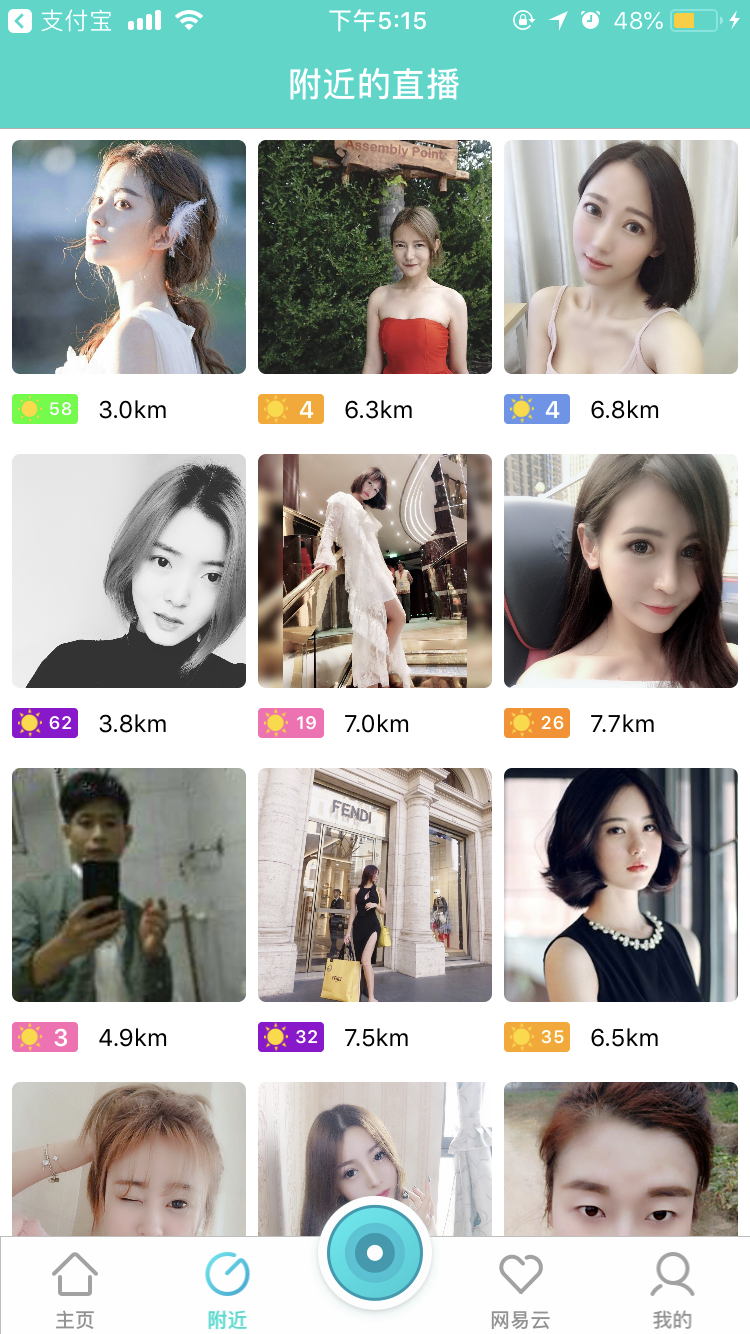 支付宝 下午5:15 48%
附近的直播
Assembly Point
58 3.0km 4 6.3km 4 6.8km
62 3.8km 19 7.0km 26 7.7km
FENDI
3 4.9km 32 7.5km 35 6.5km
主页 附近 网易云 我的